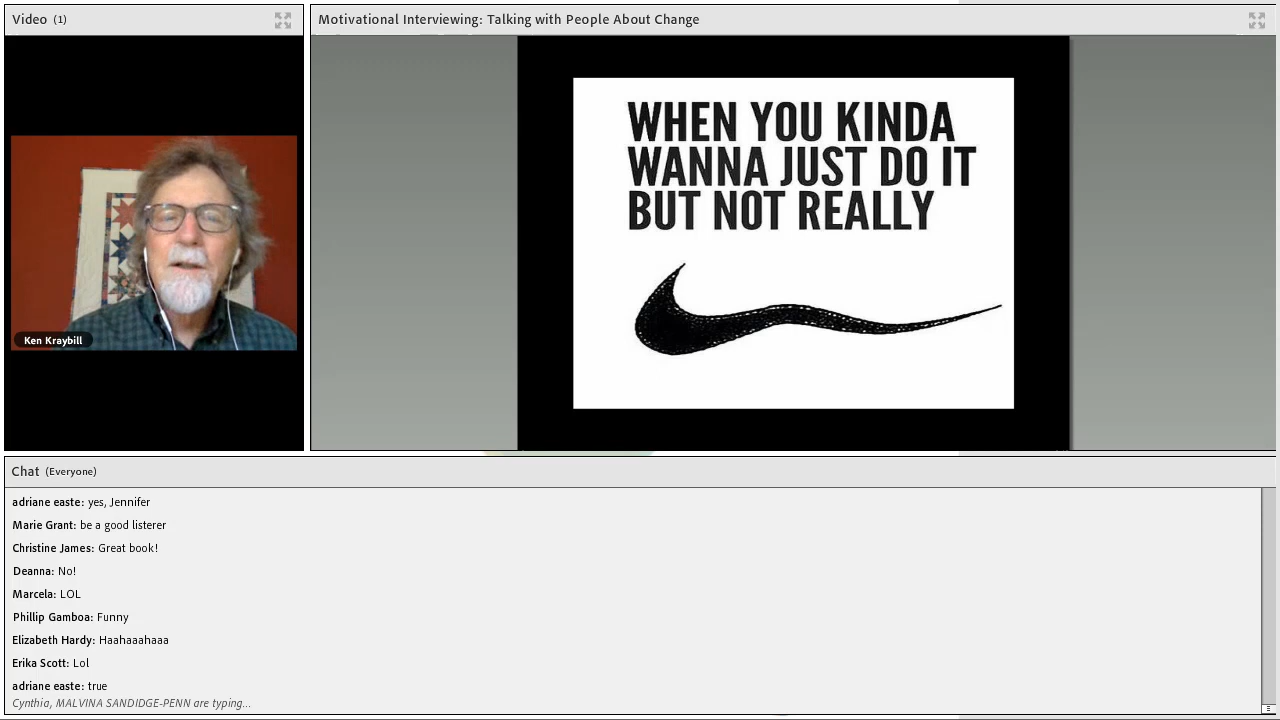 Video (1)
Motivational Interviewing: Talking with People About Change
Ken Kraybill
WHEN YOU KINDA
WANNA JUST DO IT
BUT NOT REALLY
Chat (Everyone)
adriane easte: yes, Jennifer
Marie Grant: be a good listerer
Christine James: Great book!
Deanna: No!
Marcela: LOL
Phillip Gamboa: Funny
Elizabeth Hardy: Haahaaahaaa
Erika Scott: Lol
adriane easte: true
Cynthia, MALVINA SANDIDGE-PENN are typing...